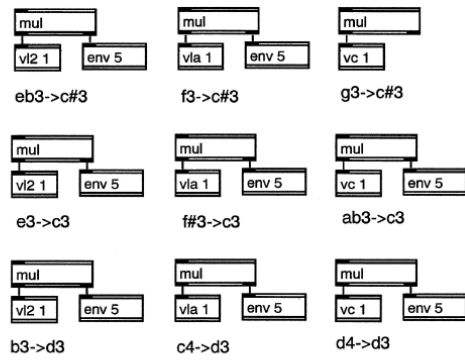 mul mul mul
vl2 1 env 5 vla 1 env 5 vc 1
eb3->c#3 f3->c#3 g3->c#3
mul mul mul
vl2 1 env 5 vla 1 env 5 vc 1 env 5
e3->c3 f#3->c3 ab3->c3
mul mul mul
vl2 1 env 5 vla 1 env 5 vc 1 env 5
b3->d3 c4->d3 d4->d3